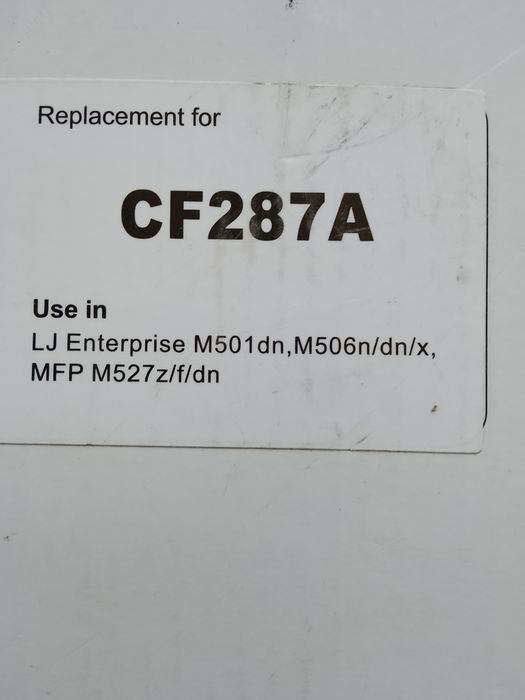 Replacement for
CF287A
Use in
LJ Enterprise M501dn,M506n/dn/x,
MFP M527z/f/dn